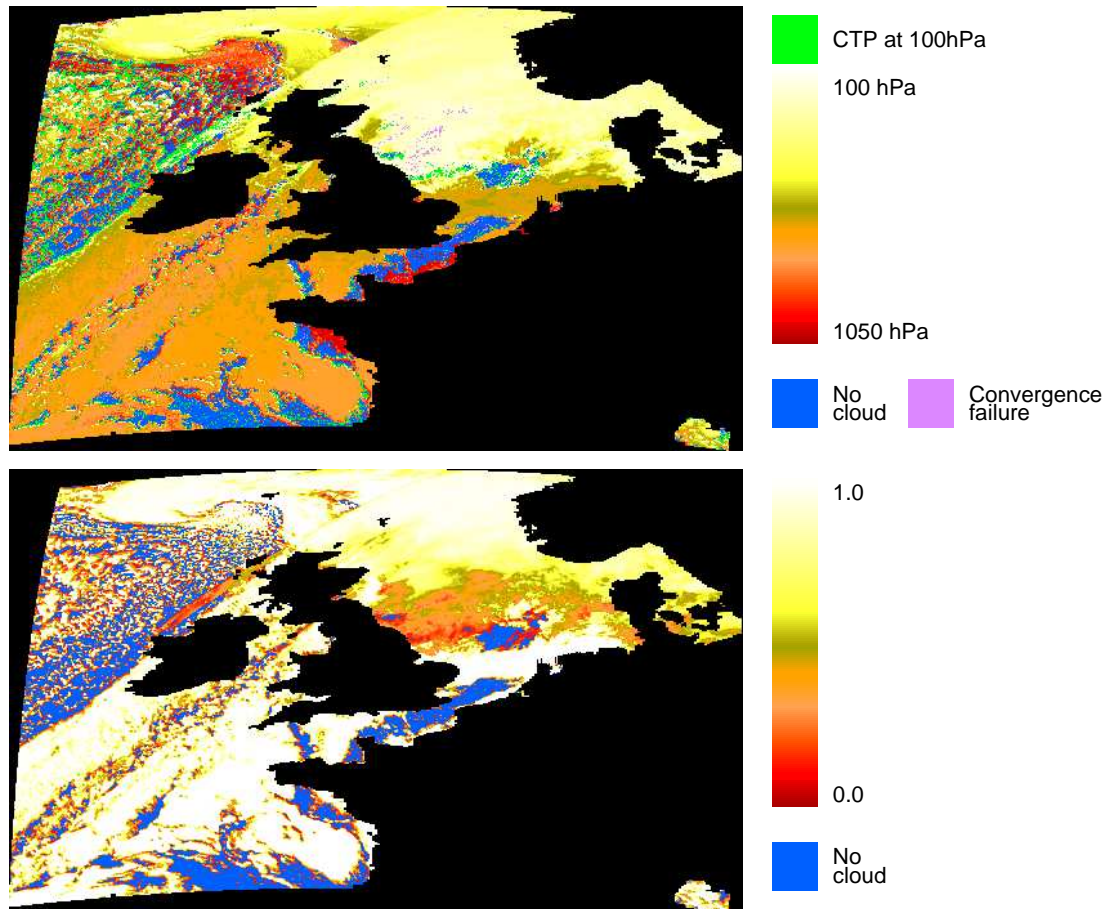 CTP at 100hPa
100 hPa
1050 hPa
No
cloud
Convergence
failure
1.0
0.0
No
cloud